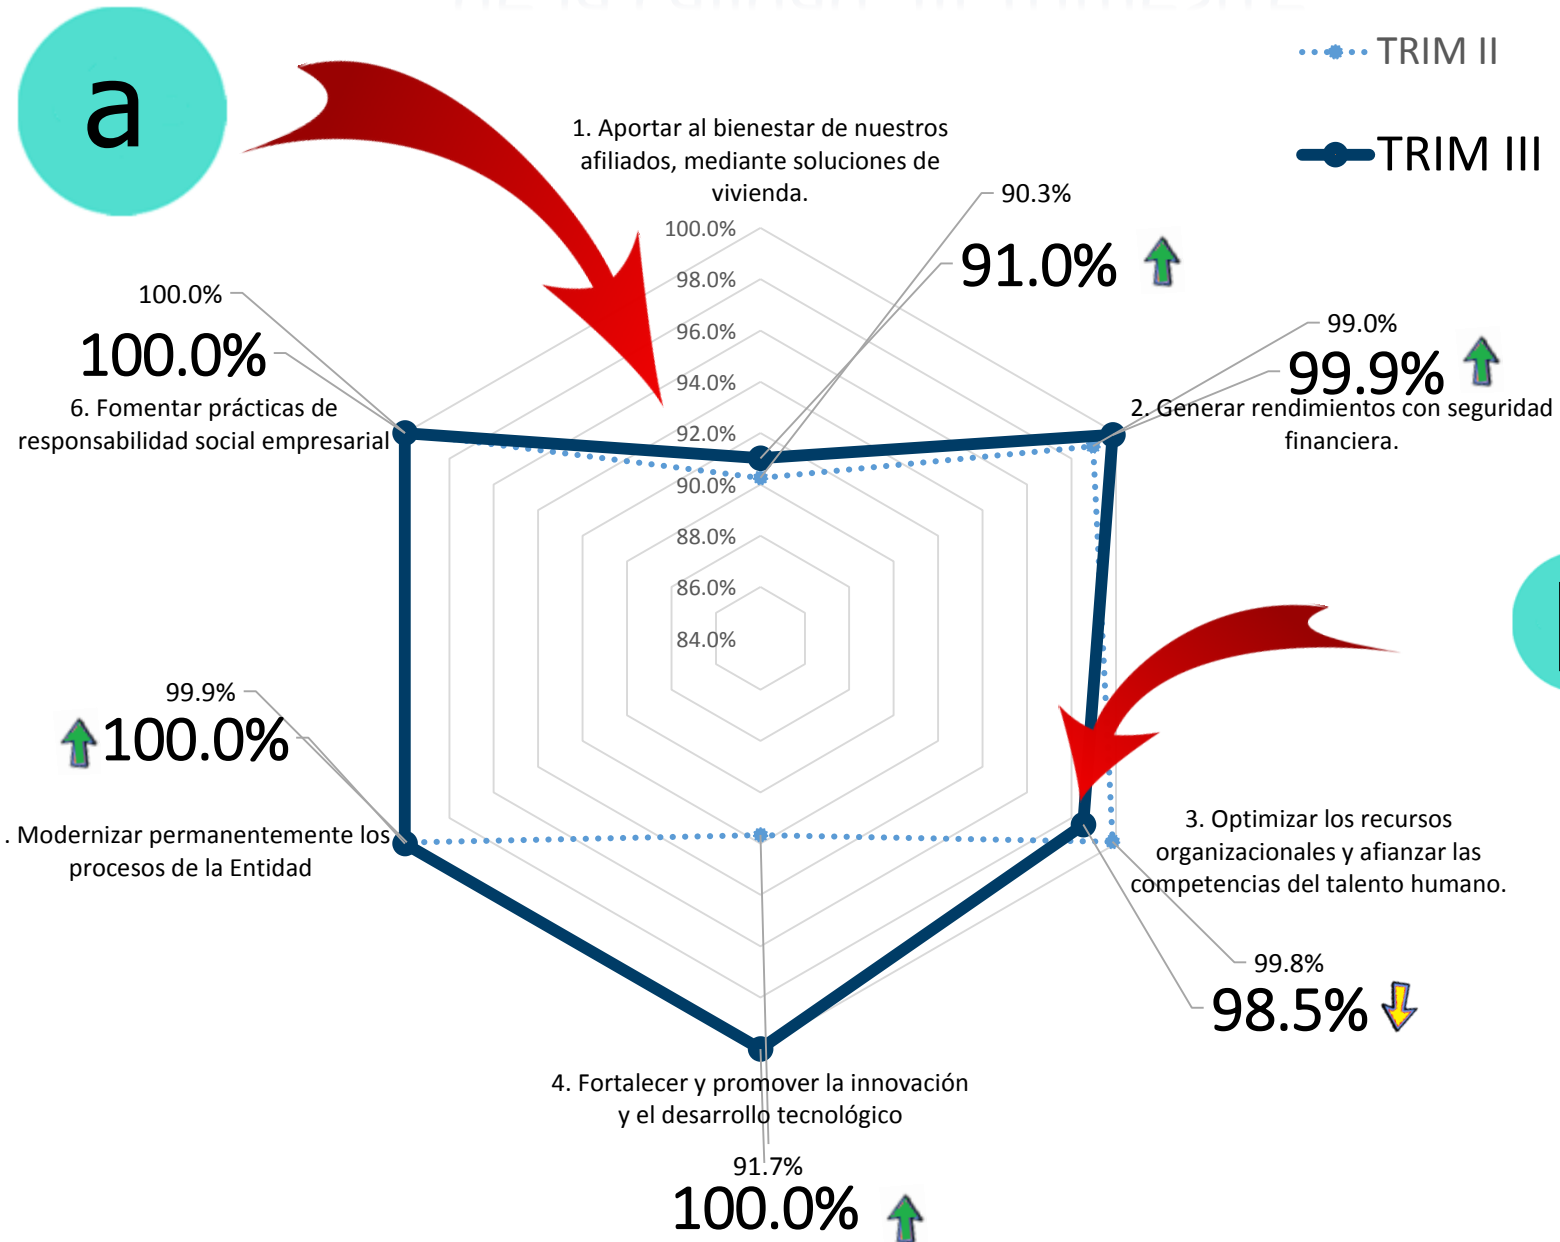 a
TRIM II
TRIM III
1. Aportar al bienestar de nuestros
afiliados, mediante soluciones de
vivienda.
90.3%
91.0%
100.0%
98.0%
96.0%
94.0%
92.0%
90.0%
88.0%
86.0%
84.0%
100.0%
100.0%
6. Fomentar prácticas de
responsabilidad social empresarial
99.0%
99.9%
2. Generar rendimientos con seguridad
financiera.
99.9%
100.0%
. Modernizar permanentemente los
procesos de la Entidad
3. Optimizar los recursos
organizacionales y afianzar las
competencias del talento humano.
99.8%
98.5%
4. Fortalecer y promover la innovación
y el desarrollo tecnológico
91.7%
100.0%